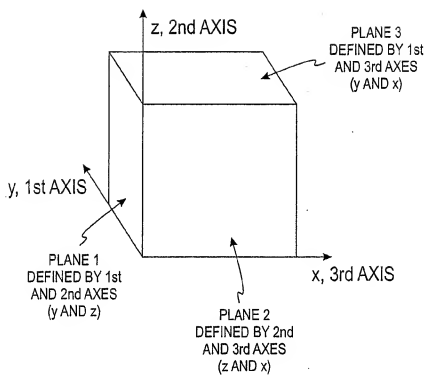 z, 2nd AXIS
PLANE 3
DEFINED BY 1st
AND 3rd AXES
(y AND x)
y, 1st AXIS
PLANE 1
DEFINED BY 1st
AND 2nd AXES
(y AND z)
x, 3rd AXIS
PLANE 2
DEFINED BY 2nd
AND 3rd AXES
(z AND x)